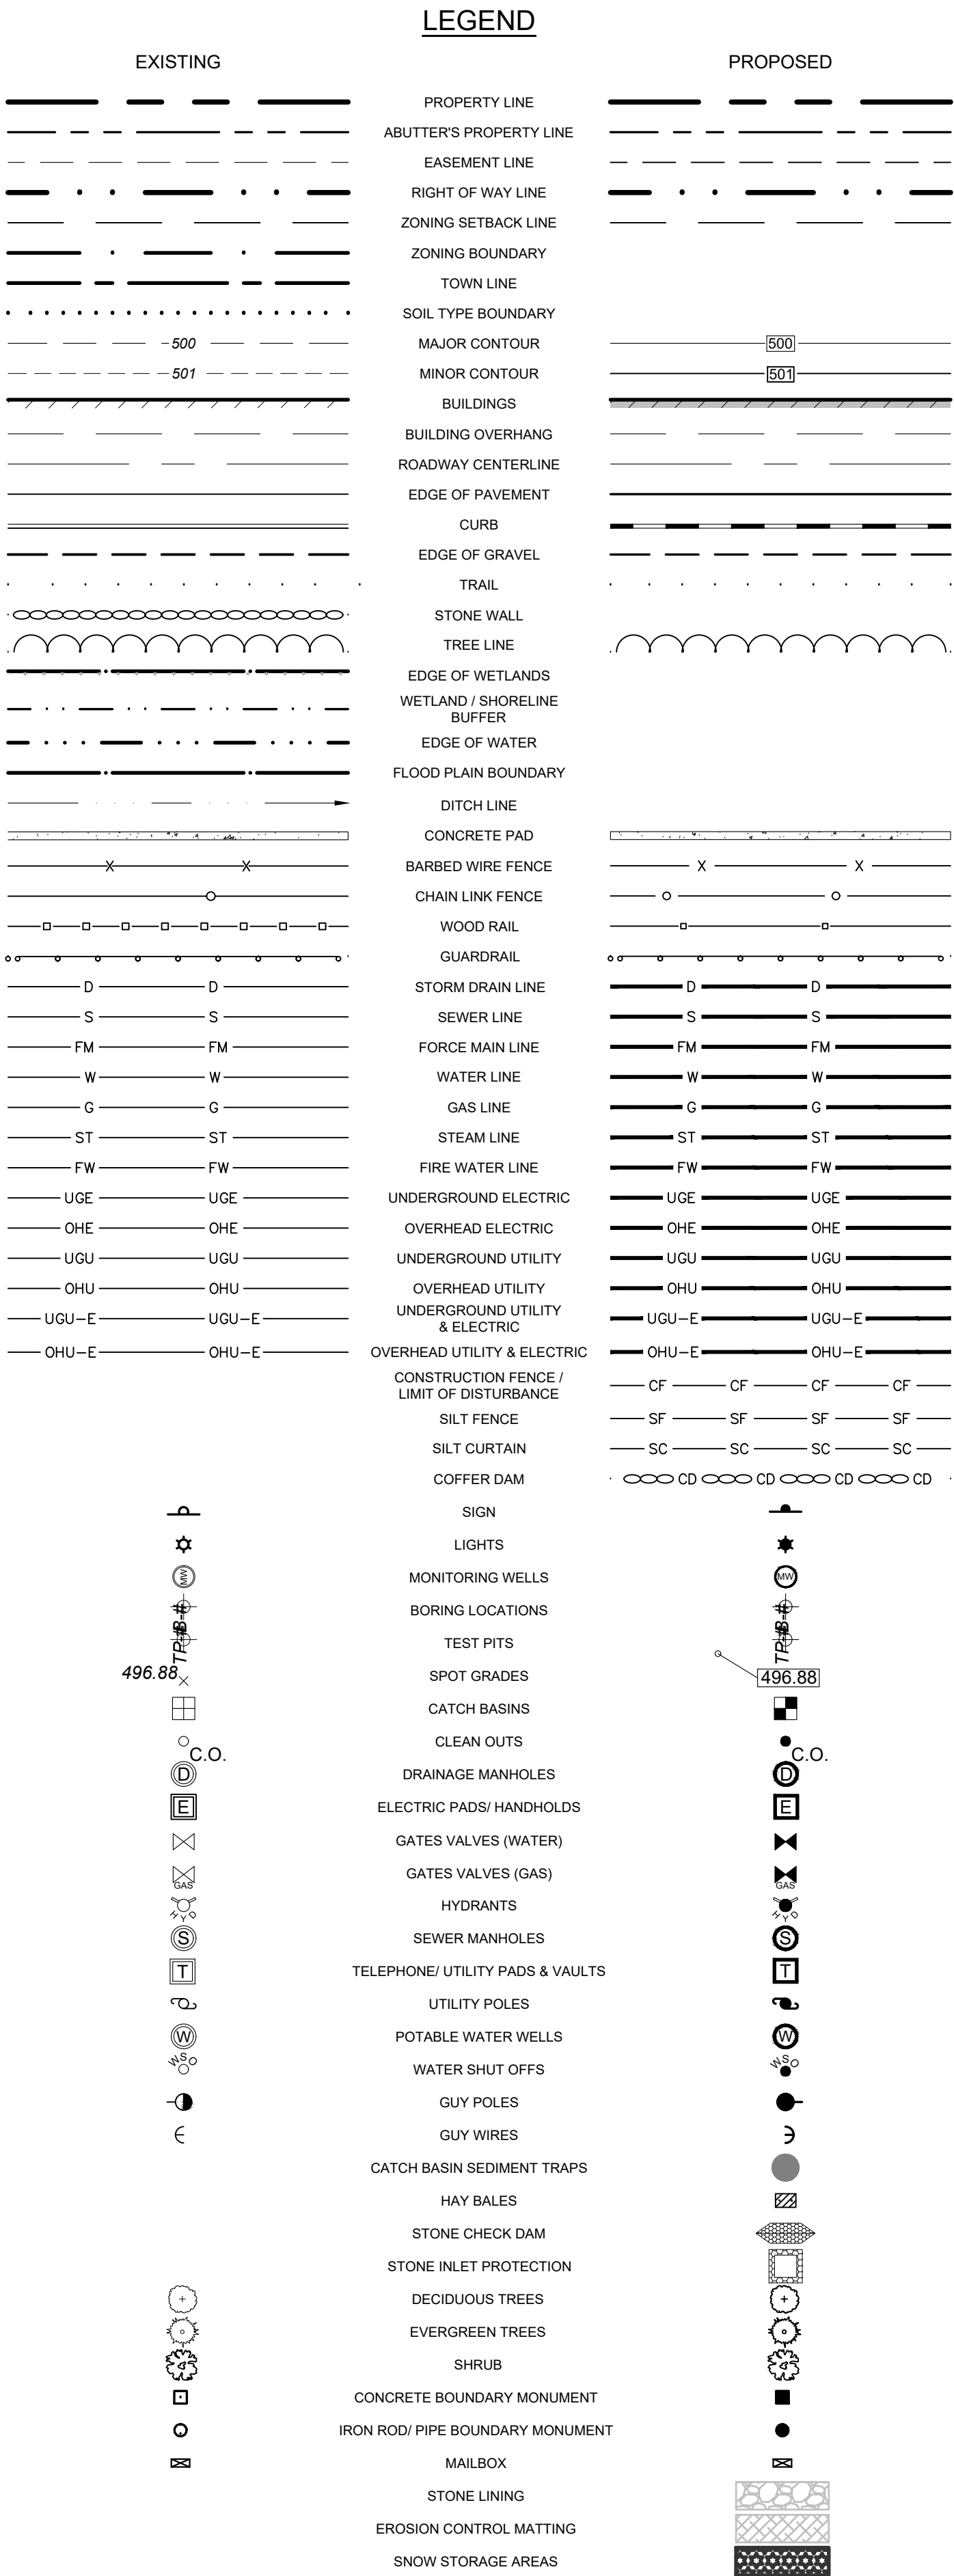 LEGEND
EXISTING PROPOSED
PROPERTY LINE
ABUTTER'S PROPERTY LINE
EASEMENT LINE
RIGHT OF WAY LINE
ZONING SETBACK LINE
ZONING BOUNDARY
TOWN LINE
SOIL TYPE BOUNDARY
500 MAJOR CONTOUR 500
501 MINOR CONTOUR 501
BUILDINGS
BUILDING OVERHANG
ROADWAY CENTERLINE
EDGE OF PAVEMENT
CURB
EDGE OF GRAVEL
TRAIL
STONE WALL
TREE LINE
EDGE OF WETLANDS
WETLAND / SHORELINE
BUFFER
EDGE OF WATER
FLOOD PLAIN BOUNDARY
DITCH LINE
CONCRETE PAD
X X BARBED WIRE FENCE X X
CHAIN LINK FENCE
WOOD RAIL
GUARDRAIL
D D STORM DRAIN LINE D D
S S SEWER LINE S S
FM FM FORCE MAIN LINE FM FM
W W WATER LINE W W
G G GAS LINE G G
ST ST STEAM LINE ST ST
FW FW FIRE WATER LINE FW FW
UGE UGE UNDERGROUND ELECTRIC UGE UGE
OHE OHE OVERHEAD ELECTRIC OHE OHE
UGU UGU UNDERGROUND UTILITY UGU UGU
OHU OHU OVERHEAD UTILITY OHU OHU
UGU-E UGU-E UNDERGROUND UTILITY
& ELECTRIC UGU-E UGU-E
OHU-E OHU-E OVERHEAD UTILITY & ELECTRIC OHU-E OHU-E
CONSTRUCTION FENCE /
LIMIT OF DISTURBANCE CF CF CF CF
SILT FENCE SF SF SF SF
SILT CURTAIN SC SC SC SC
COFFER DAM CD CD CD CD
SIGN
LIGHTS
MW MONITORING WELLS MW
B-# BORING LOCATIONS B-#
TP-# TEST PITS TP-#
496.88 SPOT GRADES 496.88
CATCH BASINS
CLEAN OUTS
C.O. C.O.
D DRAINAGE MANHOLES D
E ELECTRIC PADS/ HANDHOLDS E
GATES VALVES (WATER)
GATES VALVES (GAS)
GAS GAS
HYDRANTS
HYD HYD
S SEWER MANHOLES S
T TELEPHONE/ UTILITY PADS & VAULTS T
UTILITY POLES
W POTABLE WATER WELLS W
WSO WATER SHUT OFFS WSO
GUY POLES
GUY WIRES
CATCH BASIN SEDIMENT TRAPS
HAY BALES
STONE CHECK DAM
STONE INLET PROTECTION
DECIDUOUS TREES
EVERGREEN TREES
SHRUB
CONCRETE BOUNDARY MONUMENT
IRON ROD/ PIPE BOUNDARY MONUMENT
MAILBOX
STONE LINING
EROSION CONTROL MATTING
SNOW STORAGE AREAS